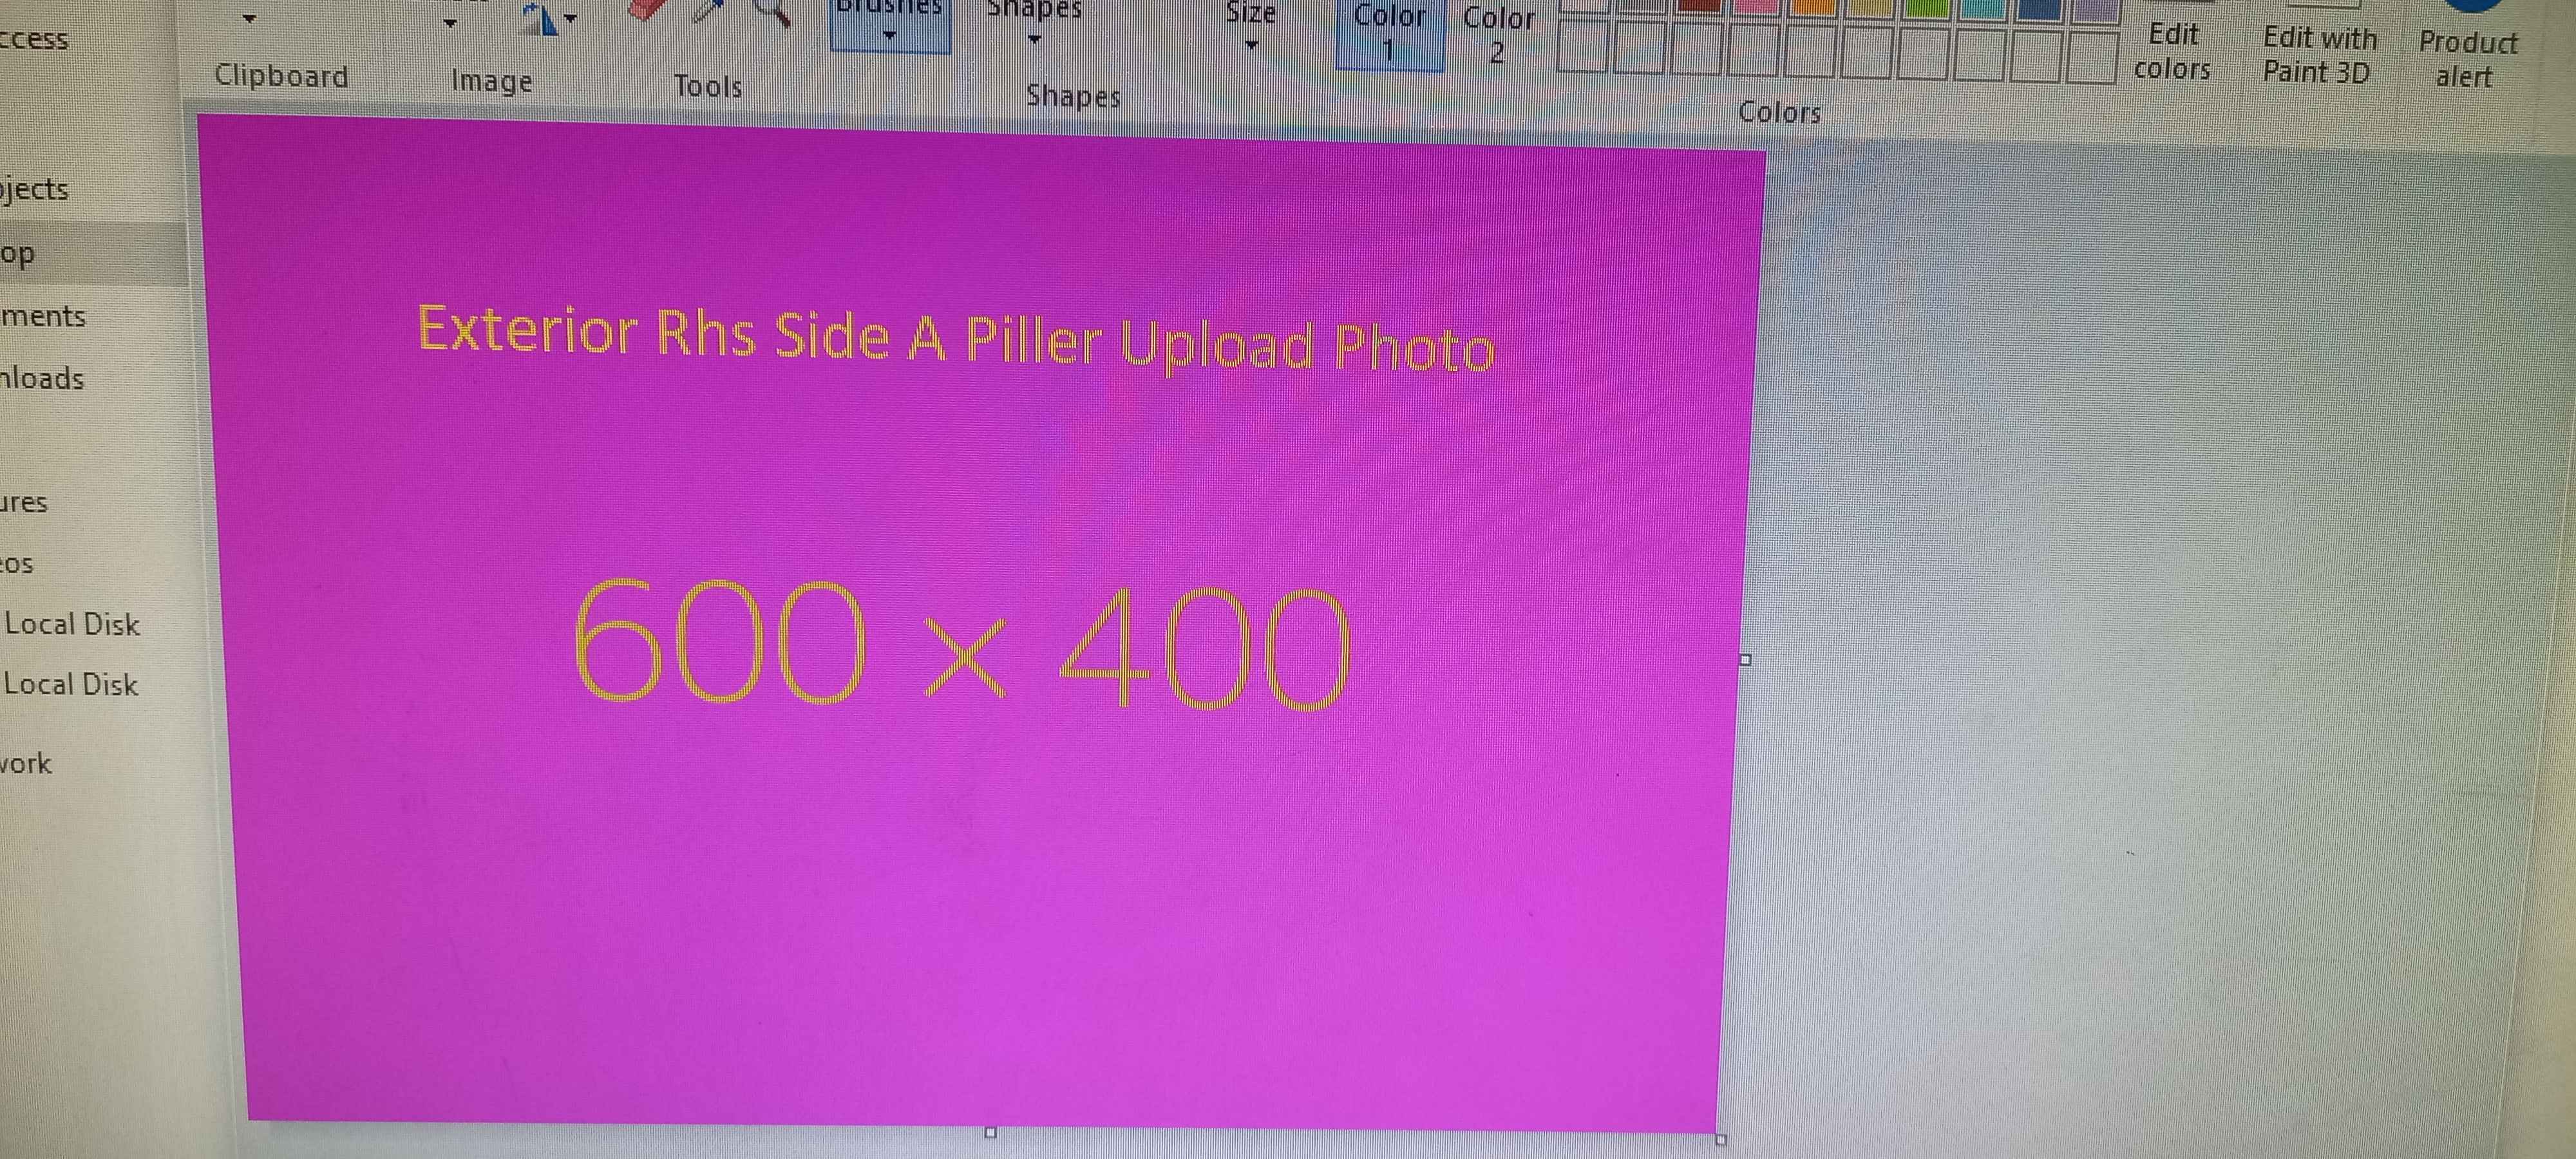 Size
Color
1
Color
2
Edit
colors
Edit with
Paint 3D
Product
alert
Clipboard
Image
Tools
Brushes
Shapes
Shapes
Colors
ccess
jects
op
ments
nloads
ures
eos
Local Disk
Local Disk
work
Exterior Rhs Side A Piller Upload Photo
600 × 400